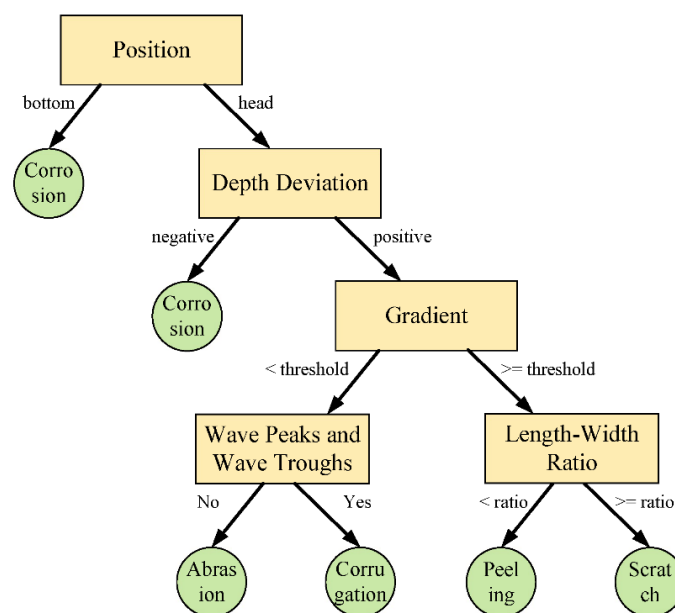 Position
bottom
head
Corro
sion
Depth Deviation
negative
positive
Corro
sion
Gradient
< threshold
>= threshold
Wave Peaks and
Wave Troughs
Length-Width
Ratio
No
Yes
< ratio
>= ratio
Abras
ion
Corru
gation
Peel
ing
Scrat
ch